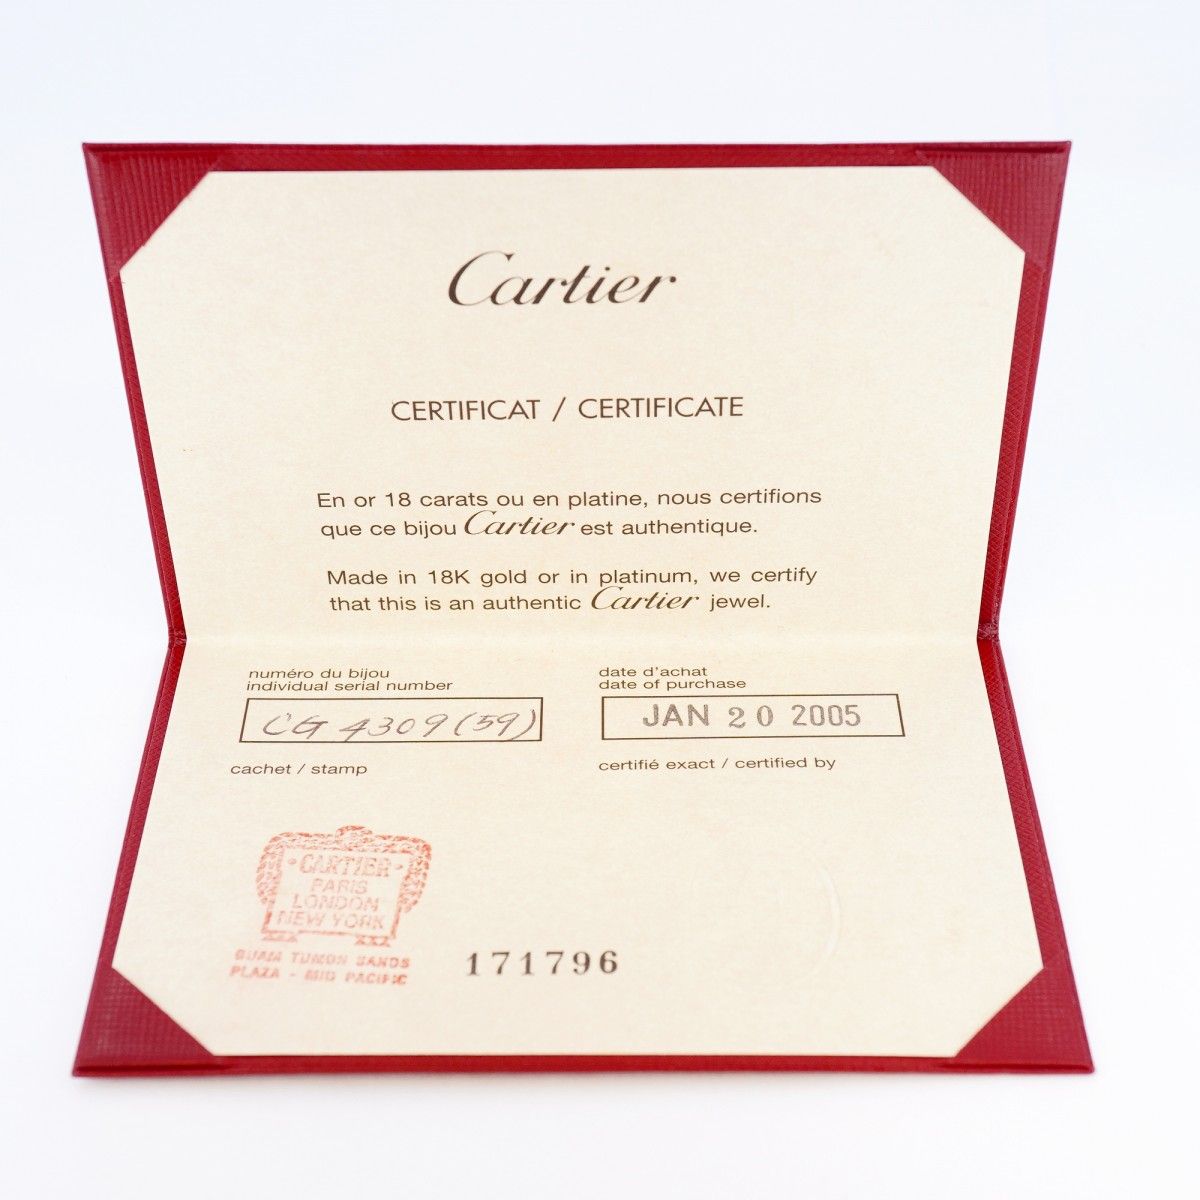 Cartier
CERTIFICAT / CERTIFICATE
En or 18 carats ou en platine, nous certifions
que ce bijou Cartier est authentique.
Made in 18K gold or in platinum, we certify
that this is an authentic Cartier jewel.
numéro du bijou
individual serial number
CG 4309(59)
date d'achat
date of purchase
JAN 20 2005
cachet / stamp
certifié exact / certified by
CARTIER
PARIS
LONDON
NEW YORK
GUAM TUMON SANDS
PLAZA - MID PACIFIC
171796